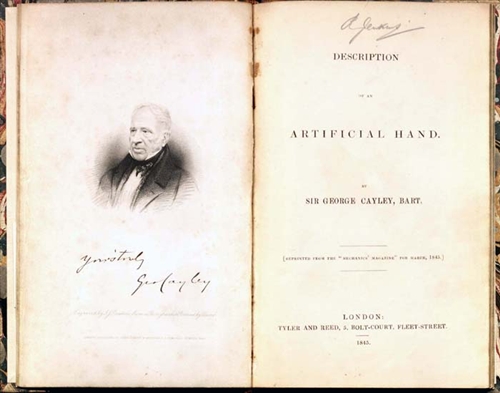 Yours truly
Geo Cayley
DESCRIPTION
OF AN
ARTIFICIAL HAND.
BY
SIR GEORGE CAYLEY, BART.
[REPRINTED FROM THE "MECHANICS' MAGAZINE" FOR MARCH, 1845.]
LONDON:
TYLER AND REED, 5, BOLT-COURT, FLEET-STREET.
1845.